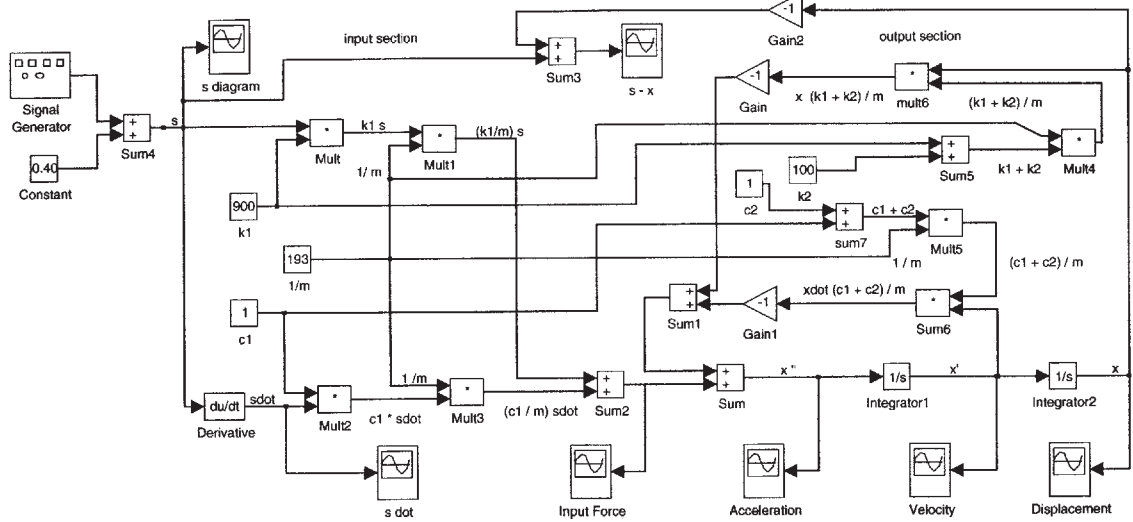 -1
Gain2
input section
output section
+
+
Sum3
s diagram
s - x
-1
Gain
x (k1 + k2) / m
*
mult6
(k1 + k2) / m
Signal
Generator
s
+
+
Sum4
0.40
Constant
*
Mult
k1 s
*
Mult1
(k1/m) s
1/ m
+
+
Sum5
k1 + k2
*
Mult4
100
k2
1
c2
900
k1
+
+
sum7
c1 + c2
*
Mult5
1 / m
(c1 + c2) / m
193
1/m
+
+
Sum1
-1
Gain1
xdot (c1 + c2) / m
*
Sum6
1
c1
1 /m
+
+
Sum2
+
+
Sum
x "
1/s
Integrator1
x'
1/s
Integrator2
x
du/dt
Derivative
sdot
*
Mult2
c1 * sdot
*
Mult3
(c1 / m) sdot
s dot
Input Force
Acceleration
Velocity
Displacement